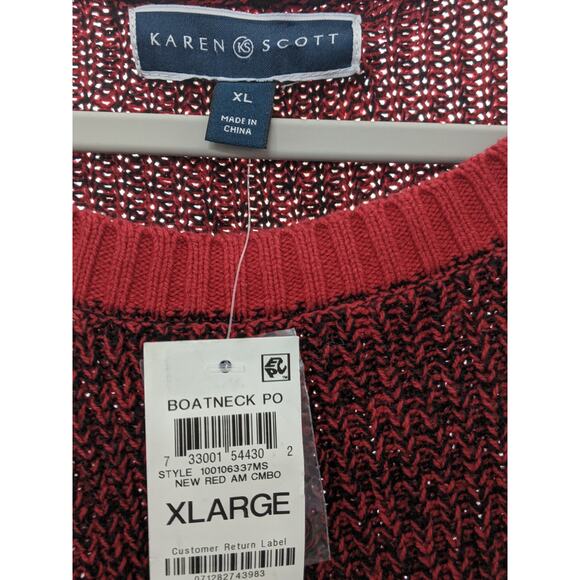 KAREN KS SCOTT
XL
MADE IN
CHINA
BOATNECK PO
7 33001 54430 2
STYLE 100106337MS
NEW RED AM CMBO
XLARGE
Customer Return Label
071282743983